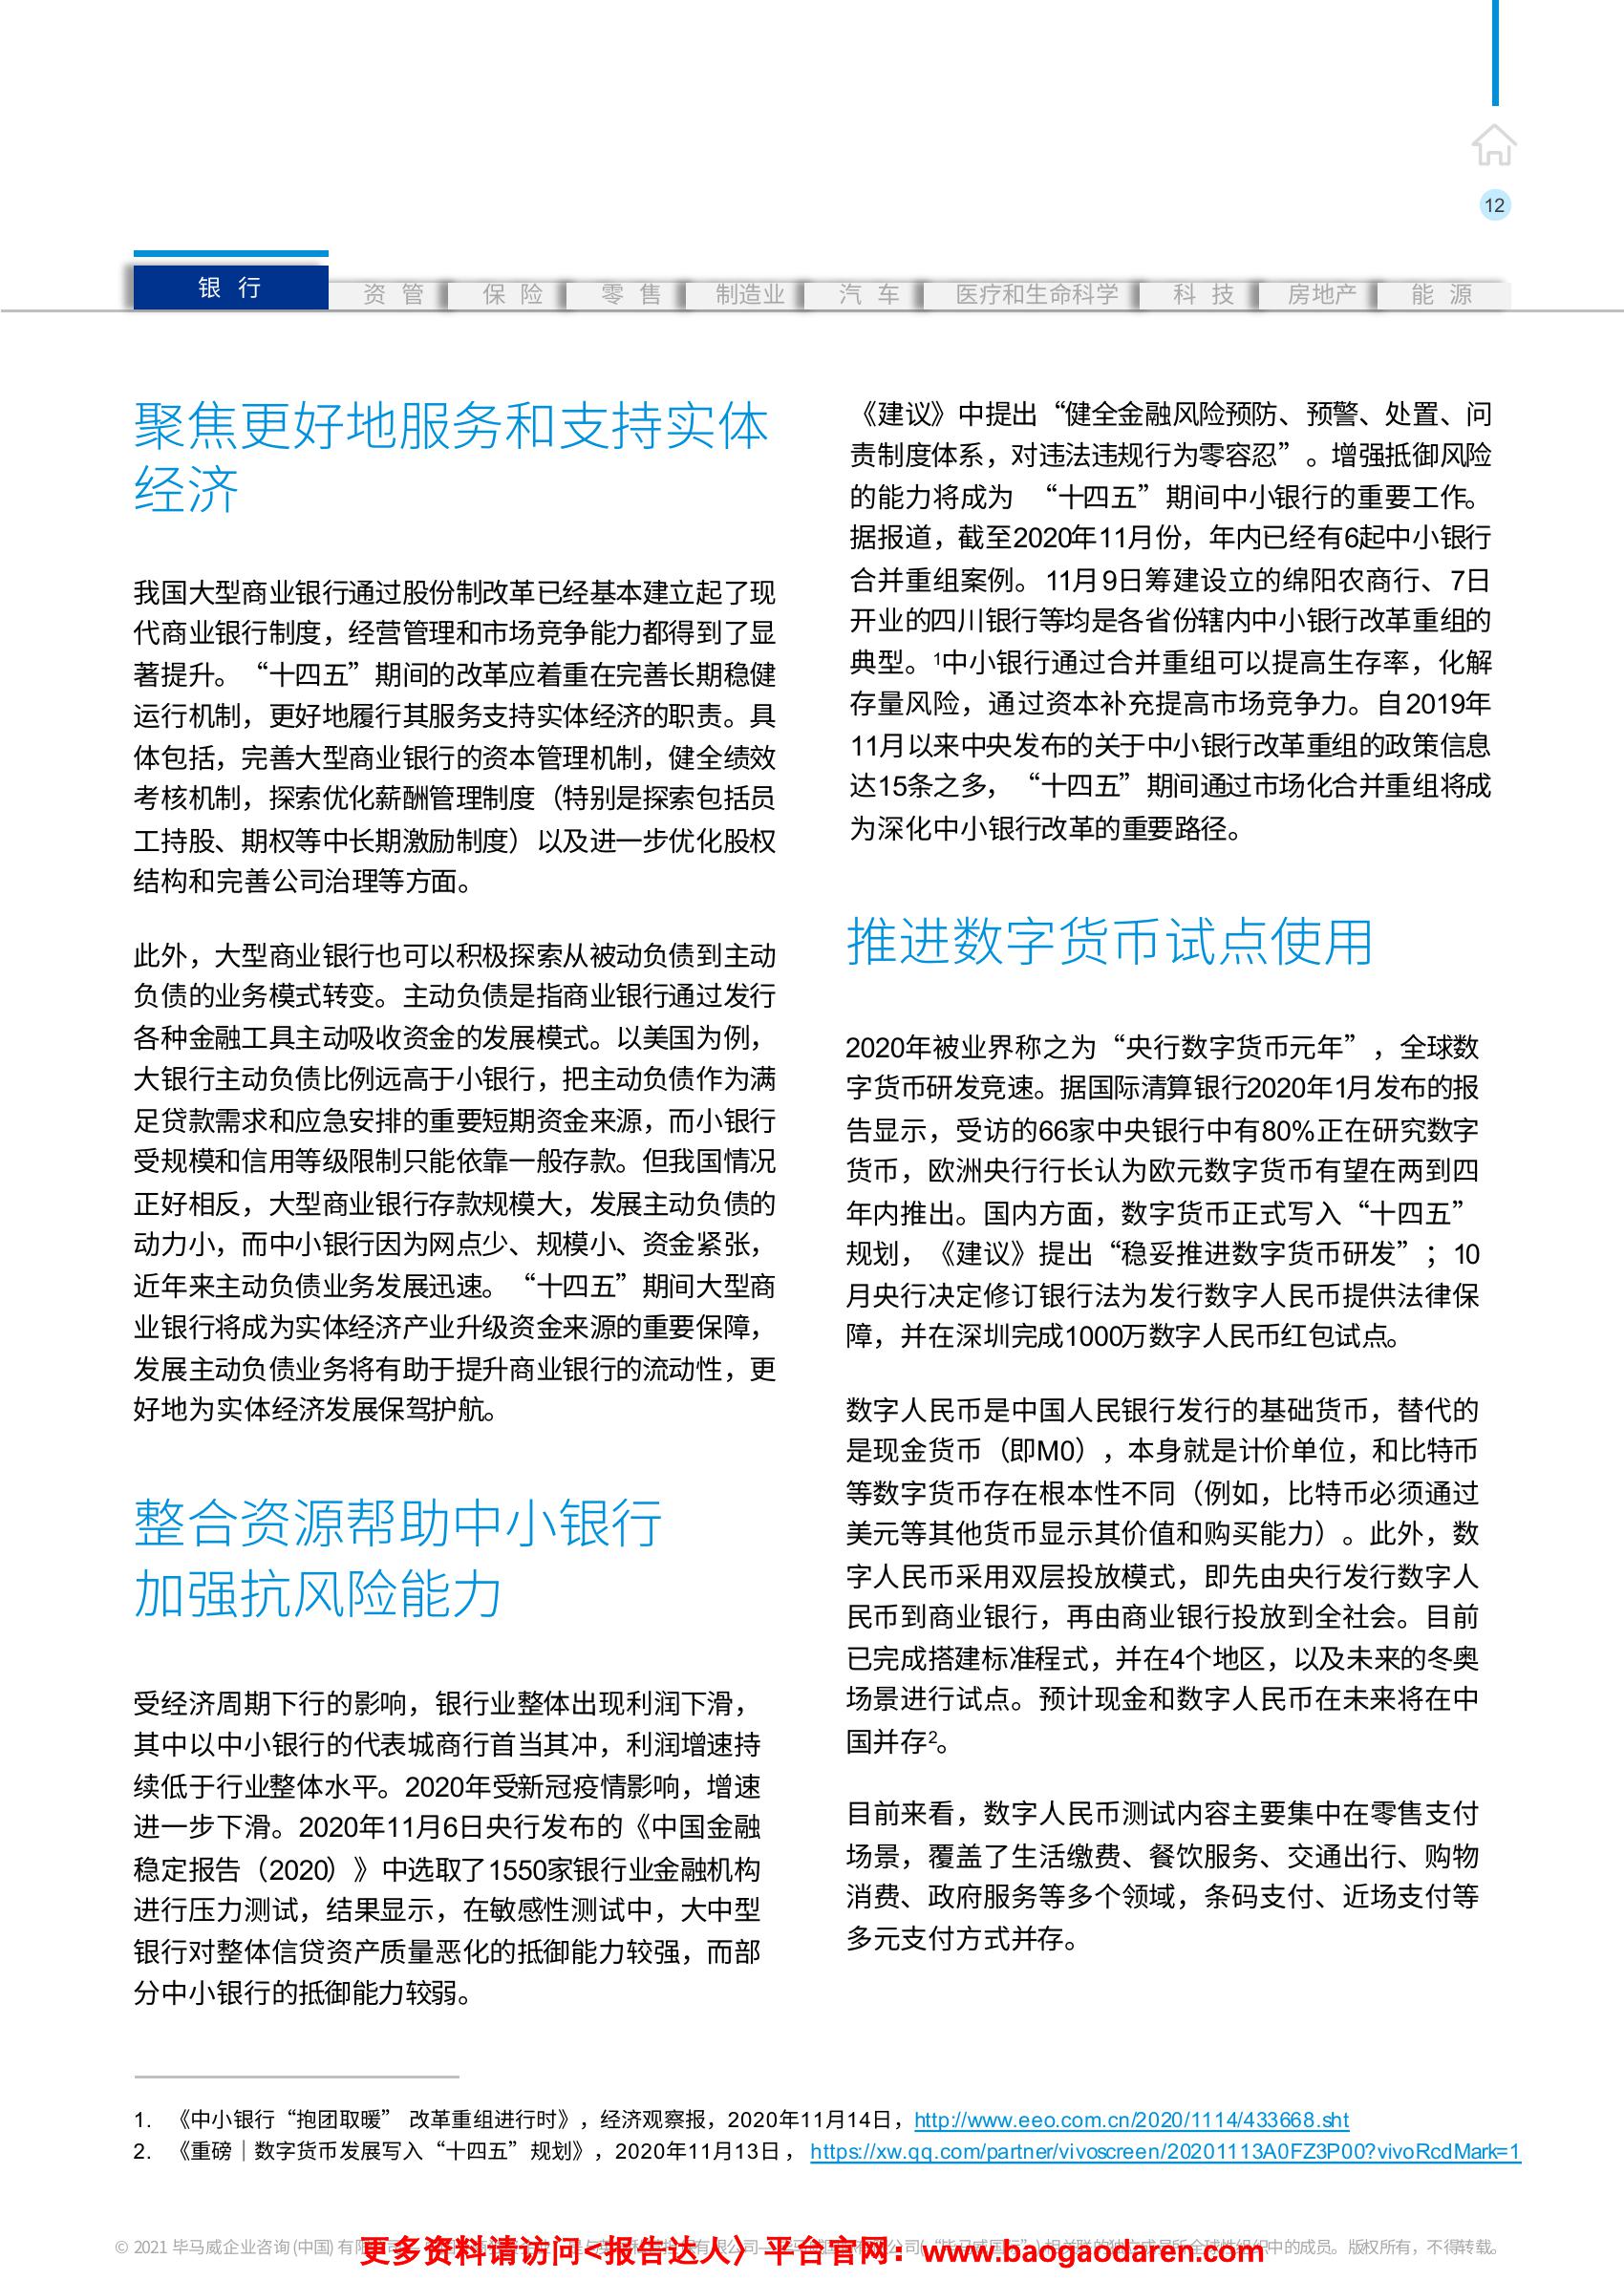 12
银 行
资 管
保 险
零 售
制造业
汽 车
医疗和生命科学
科 技
房地产
能 源
聚焦更好地服务和支持实体
经济
我国大型商业银行通过股份制改革已经基本建立起了现
代商业银行制度，经营管理和市场竞争能力都得到了显
著提升。“十四五”期间的改革应着重在完善长期稳健
运行机制，更好地履行其服务支持实体经济的职责。具
体包括，完善大型商业银行的资本管理机制，健全绩效
考核机制，探索优化薪酬管理制度（特别是探索包括员
工持股、期权等中长期激励制度）以及进一步优化股权
结构和完善公司治理等方面。
此外，大型商业银行也可以积极探索从被动负债到主动
负债的业务模式转变。主动负债是指商业银行通过发行
各种金融工具主动吸收资金的发展模式。以美国为例，
大银行主动负债比例远高于小银行，把主动负债作为满
足贷款需求和应急安排的重要短期资金来源，而小银行
受规模和信用等级限制只能依靠一般存款。但我国情况
正好相反，大型商业银行存款规模大，发展主动负债的
动力小，而中小银行因为网点少、规模小、资金紧张，
近年来主动负债业务发展迅速。“十四五”期间大型商
业银行将成为实体经济产业升级资金来源的重要保障，
发展主动负债业务将有助于提升商业银行的流动性，更
好地为实体经济发展保驾护航。
整合资源帮助中小银行
加强抗风险能力
受经济周期下行的影响，银行业整体出现利润下滑，
其中以中小银行的代表城商行首当其冲，利润增速持
续低于行业整体水平。2020年受新冠疫情影响，增速
进一步下滑。2020年11月6日央行发布的《中国金融
稳定报告（2020）》中选取了1550家银行业金融机构
进行压力测试，结果显示，在敏感性测试中，大中型
银行对整体信贷资产质量恶化的抵御能力较强，而部
分中小银行的抵御能力较弱。
《建议》中提出“健全金融风险预防、预警、处置、问
责制度体系，对违法违规行为零容忍”。增强抵御风险
的能力将成为 “十四五”期间中小银行的重要工作。
据报道，截至2020年11月份，年内已经有6起中小银行
合并重组案例。11月9日筹建设立的绵阳农商行、7日
开业的四川银行等均是各省份辖内中小银行改革重组的
典型。¹中小银行通过合并重组可以提高生存率，化解
存量风险，通过资本补充提高市场竞争力。自2019年
11月以来中央发布的关于中小银行改革重组的政策信息
达15条之多，“十四五”期间通过市场化合并重组将成
为深化中小银行改革的重要路径。
推进数字货币试点使用
2020年被业界称之为“央行数字货币元年”，全球数
字货币研发竞速。据国际清算银行2020年1月发布的报
告显示，受访的66家中央银行中有80%正在研究数字
货币，欧洲央行行长认为欧元数字货币有望在两到四
年内推出。国内方面，数字货币正式写入“十四五”
规划，《建议》提出“稳妥推进数字货币研发”；10
月央行决定修订银行法为发行数字人民币提供法律保
障，并在深圳完成1000万数字人民币红包试点。
数字人民币是中国人民银行发行的基础货币，替代的
是现金货币（即M0），本身就是计价单位，和比特币
等数字货币存在根本性不同（例如，比特币必须通过
美元等其他货币显示其价值和购买能力）。此外，数
字人民币采用双层投放模式，即先由央行发行数字人
民币到商业银行，再由商业银行投放到全社会。目前
已完成搭建标准程式，并在4个地区，以及未来的冬奥
场景进行试点。预计现金和数字人民币在未来将在中
国并存²。
目前来看，数字人民币测试内容主要集中在零售支付
场景，覆盖了生活缴费、餐饮服务、交通出行、购物
消费、政府服务等多个领域，条码支付、近场支付等
多元支付方式并存。
1. 《中小银行“抱团取暖” 改革重组进行时》，经济观察报，2020年11月14日，http://www.eeo.com.cn/2020/1114/433668.sht
2. 《重磅｜数字货币发展写入“十四五”规划》，2020年11月13日，https://xw.qq.com/partner/vivoscreen/20201113A0FZ3P00?vivoRcdMark=1
© 2021 毕马威企业咨询(中国)有限 相关联的独立成员所全球性组织中的成员。版权所有，不得转载。
更多资料请访问<报告达人〉平台官网：www.baogaodaren.com